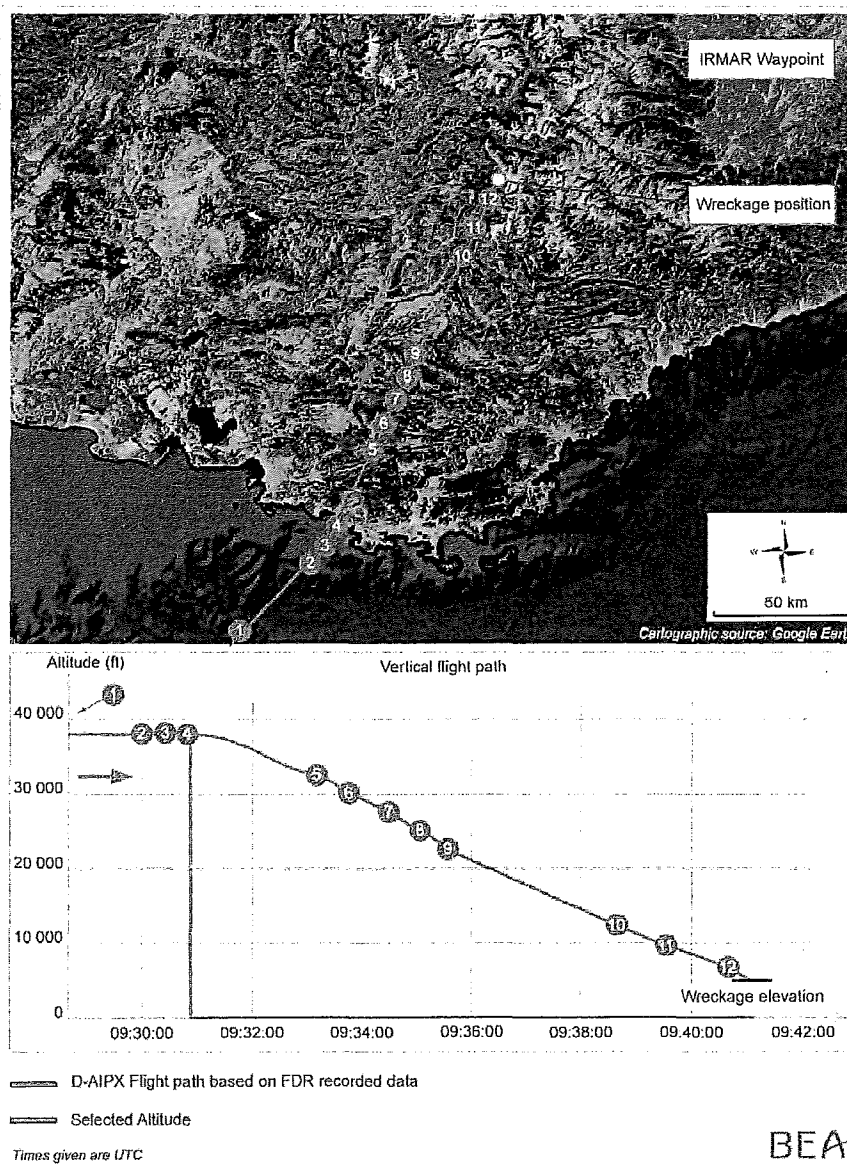 IRMAR Waypoint
Wreckage position
12
11
10
9
8
7
6
5
4
3
2
1
N
W E
S
50 km
Cartographic source: Google Eart
Altitude (ft)
Vertical flight path
1
40 000
2 3 4
5
30 000
6
7
8
9
20 000
10
10 000
11
12
Wreckage elevation
0
09:30:00 09:32:00 09:34:00 09:36:00 09:38:00 09:40:00 09:42:00
D-AIPX Flight path based on FDR recorded data
Selected Altitude
Times given are UTC
BEA